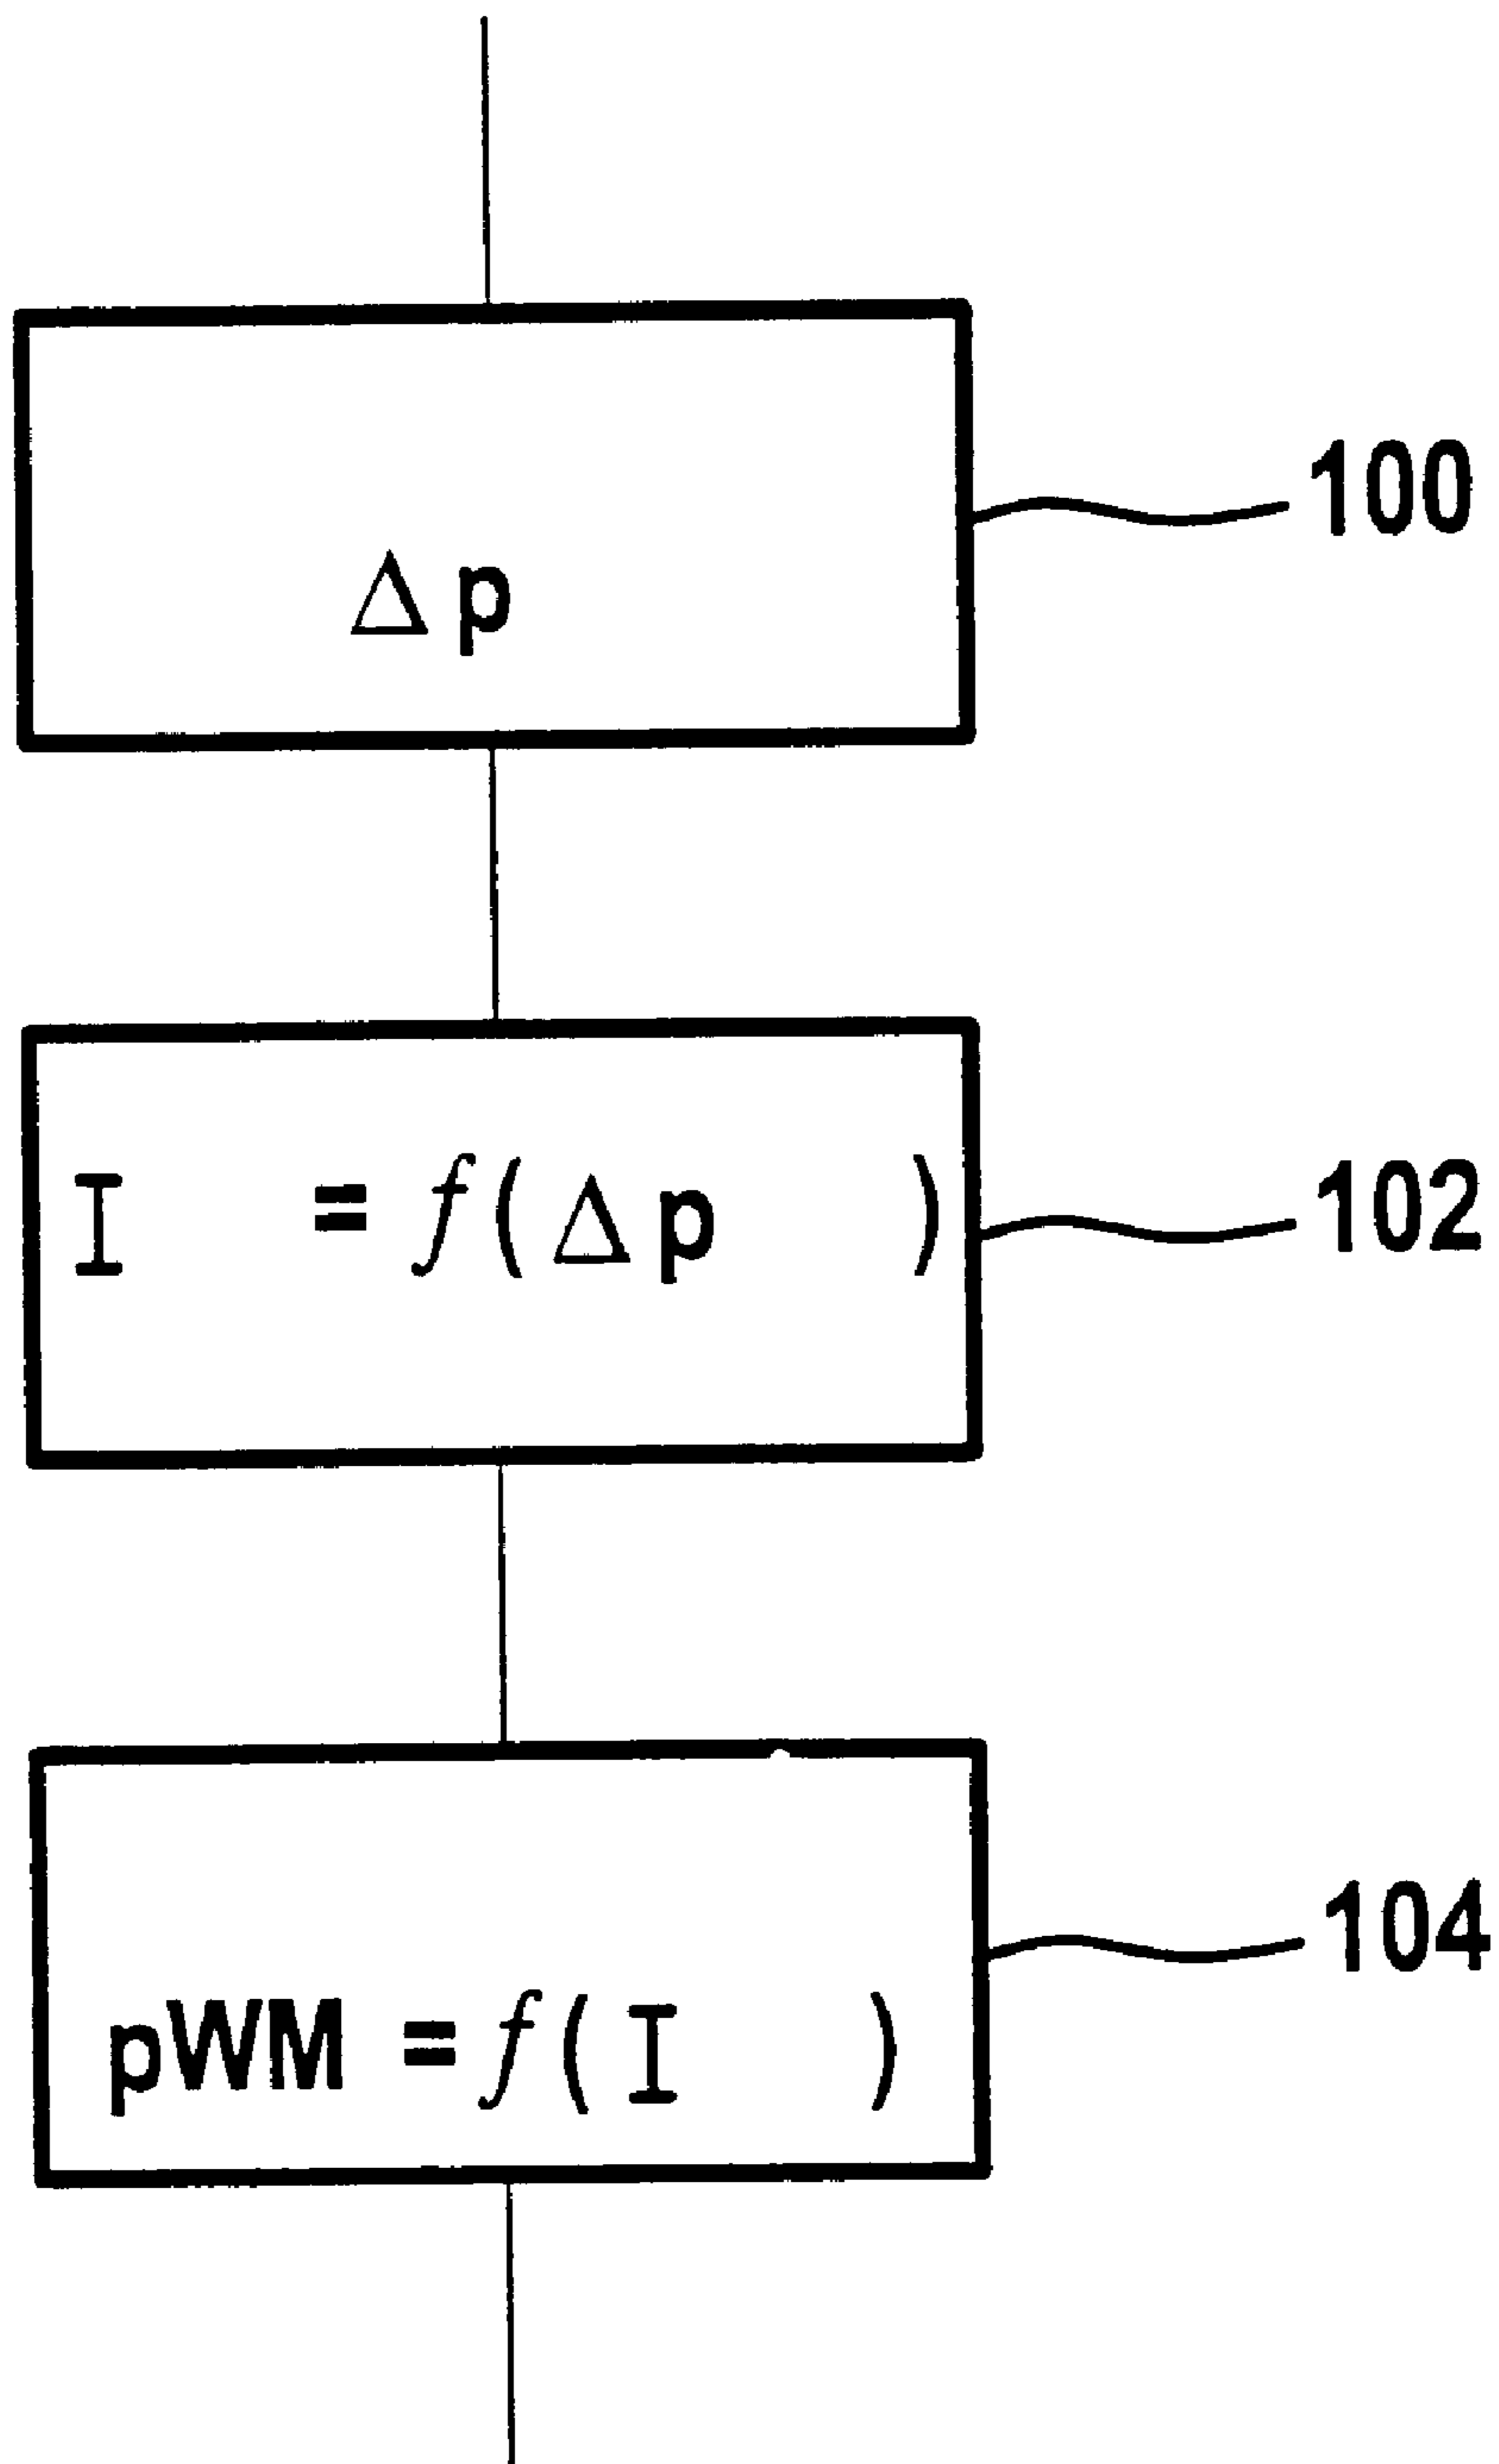 Δp
100
I = f(Δp )
102
pWM = f(I )
104